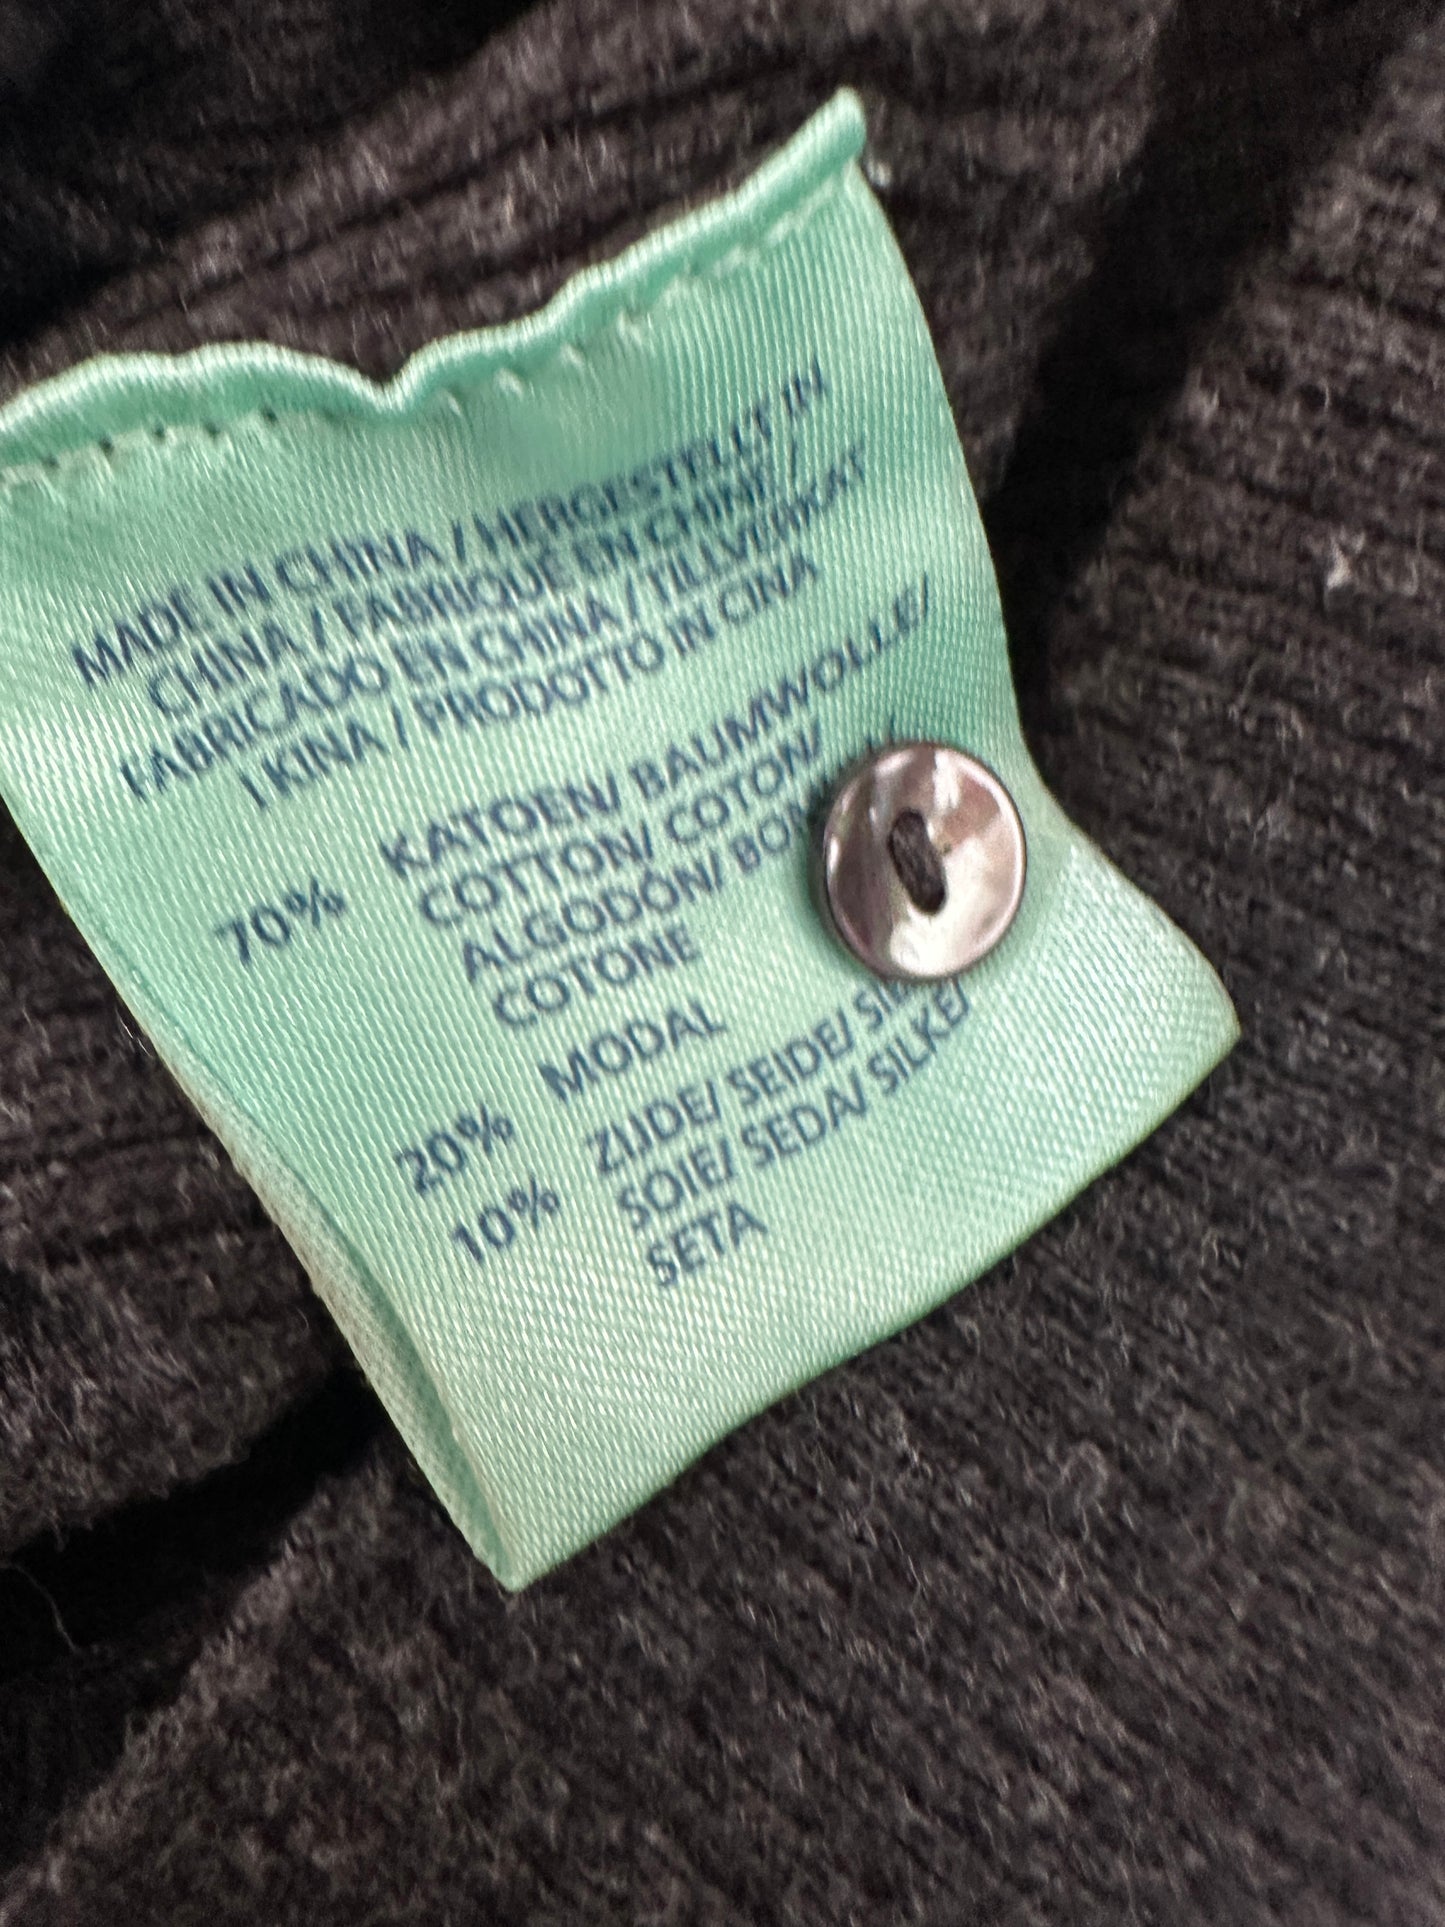 MADE IN CHINA / HERGESTELLT IN
CHINA / FABRIQUE EN CHINE /
FABRICADO EN CHINA / TILLVERKAT
I KINA / PRODOTTO IN CINA
70% KATOEN/ BAUMWOLLE/
COTTON/ COTON/
ALGODÓN/
COTONE
20% MODAL
10% ZIJDE/ SEIDE/
SOIE/ SEDA/ SILKE/
SETA